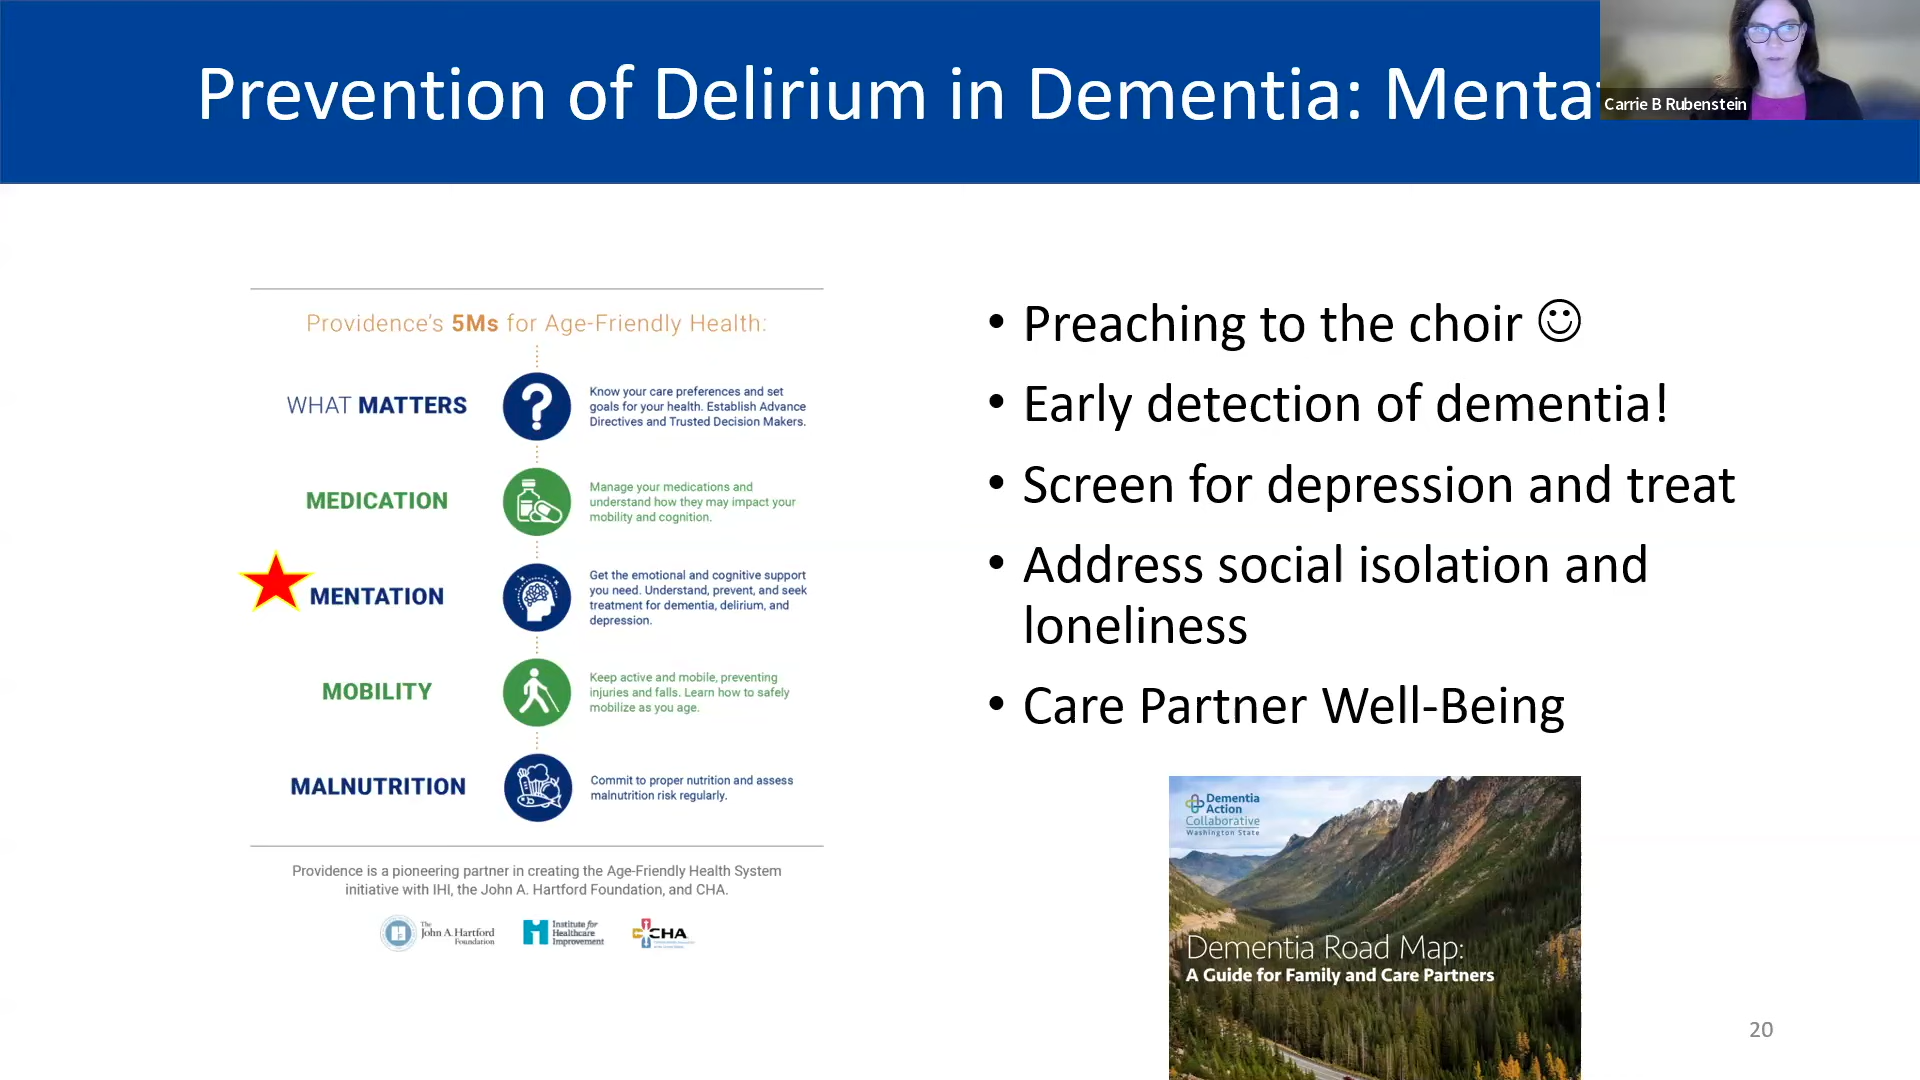 Prevention of Delirium in Dementia: Menta
Carrie B Rubenstein
Providence's 5Ms for Age-Friendly Health:
WHAT MATTERS
Know your care preferences and set
goals for your health. Establish Advance
Directives and Trusted Decision Makers.
MEDICATION
Manage your medications and
understand how they may impact your
mobility and cognition.
MENTATION
Get the emotional and cognitive support
you need. Understand, prevent, and seek
treatment for dementia, delirium, and
depression.
MOBILITY
Keep active and mobile, preventing
injuries and falls. Learn how to safely
mobilize as you age.
MALNUTRITION
Commit to proper nutrition and assess
malnutrition risk regularly.
Providence is a pioneering partner in creating the Age-Friendly Health System
initiative with IHI, the John A. Hartford Foundation, and CHA.
The
John A. Hartford
Foundation
Institute for
Healthcare
Improvement
CHA
• Preaching to the choir ☺
• Early detection of dementia!
• Screen for depression and treat
• Address social isolation and
loneliness
• Care Partner Well-Being
Dementia
Action
Collaborative
Washington State
Dementia Road Map:
A Guide for Family and Care Partners
20